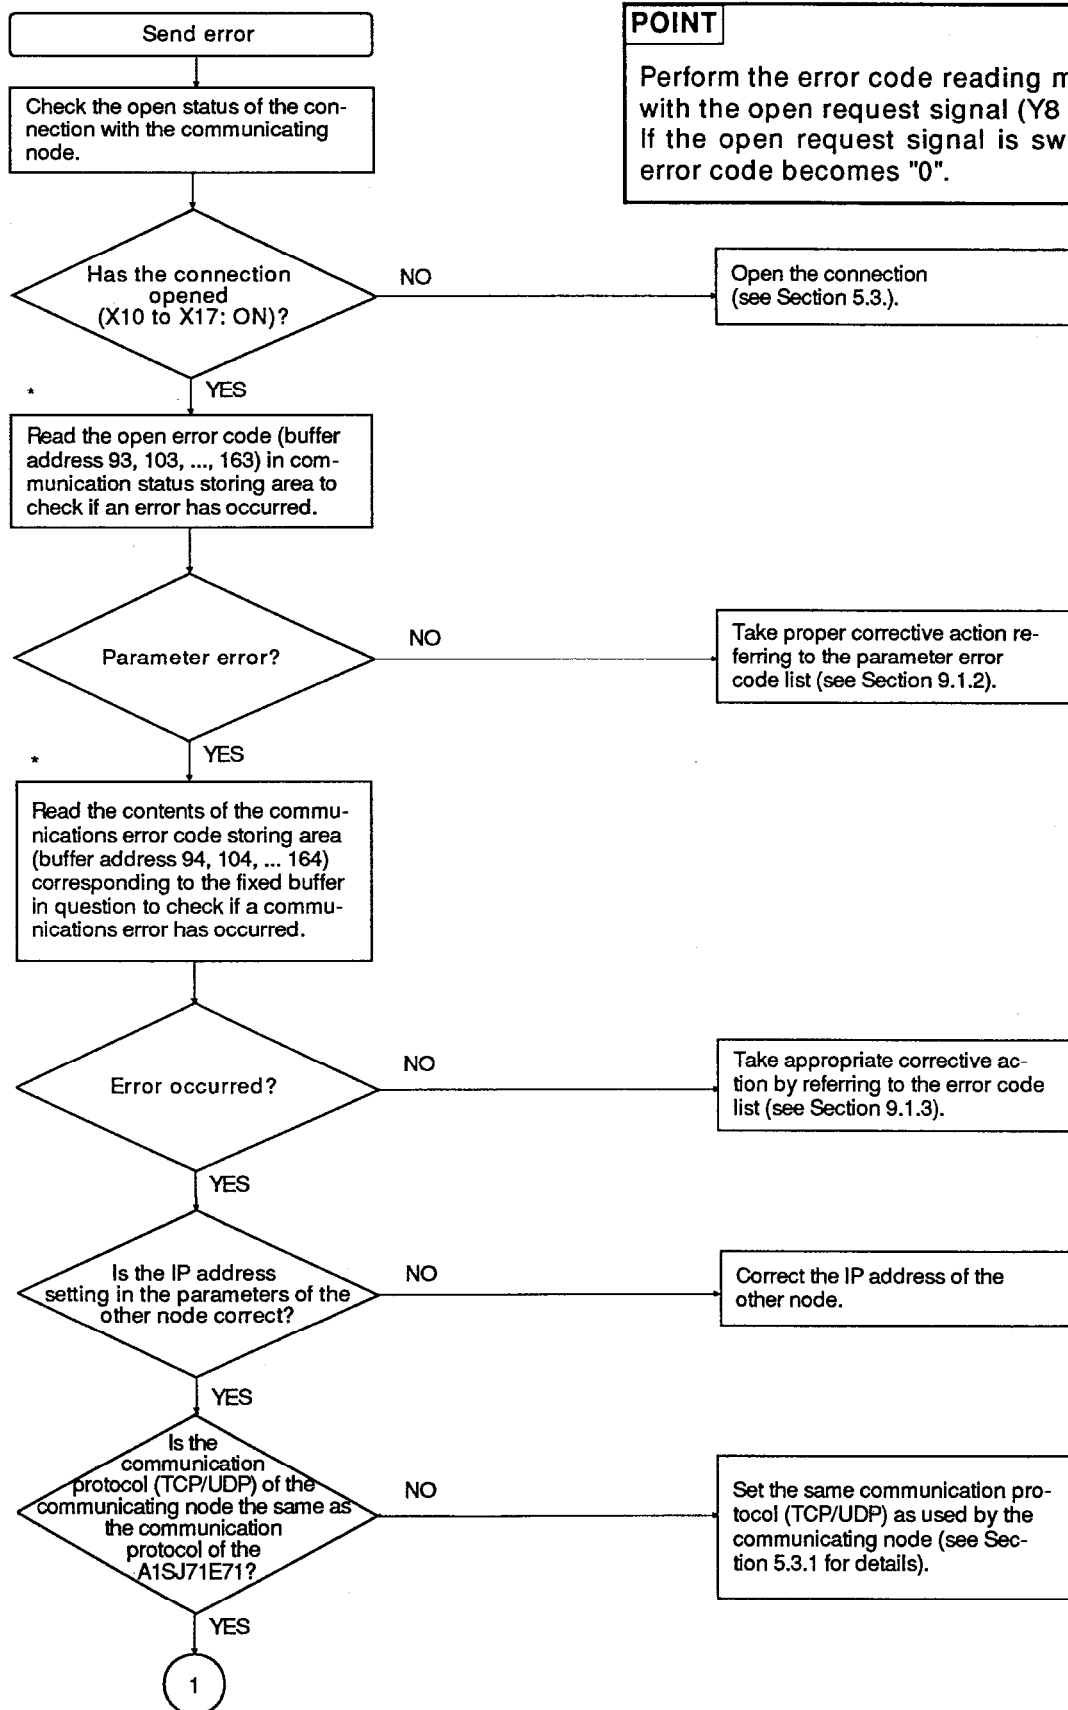 Send error
POINT
Perform the error code reading m
with the open request signal (Y8
If the open request signal is sw
error code becomes "0".
Check the open status of the con-
nection with the communicating
node.
Has the connection
opened
(X10 to X17: ON)?
NO
Open the connection
(see Section 5.3.).
YES
*
Read the open error code (buffer
address 93, 103, ..., 163) in com-
munication status storing area to
check if an error has occurred.
Parameter error?
NO
Take proper corrective action re-
ferring to the parameter error
code list (see Section 9.1.2).
YES
*
Read the contents of the commu-
nications error code storing area
(buffer address 94, 104, ... 164)
corresponding to the fixed buffer
in question to check if a commu-
nications error has occurred.
Error occurred?
NO
Take appropriate corrective ac-
tion by referring to the error code
list (see Section 9.1.3).
YES
Is the IP address
setting in the parameters of the
other node correct?
NO
Correct the IP address of the
other node.
YES
Is the
communication
protocol (TCP/UDP) of the
communicating node the same as
the communication
protocol of the
A1SJ71E71?
NO
Set the same communication pro-
tocol (TCP/UDP) as used by the
communicating node (see Sec-
tion 5.3.1 for details).
YES
1